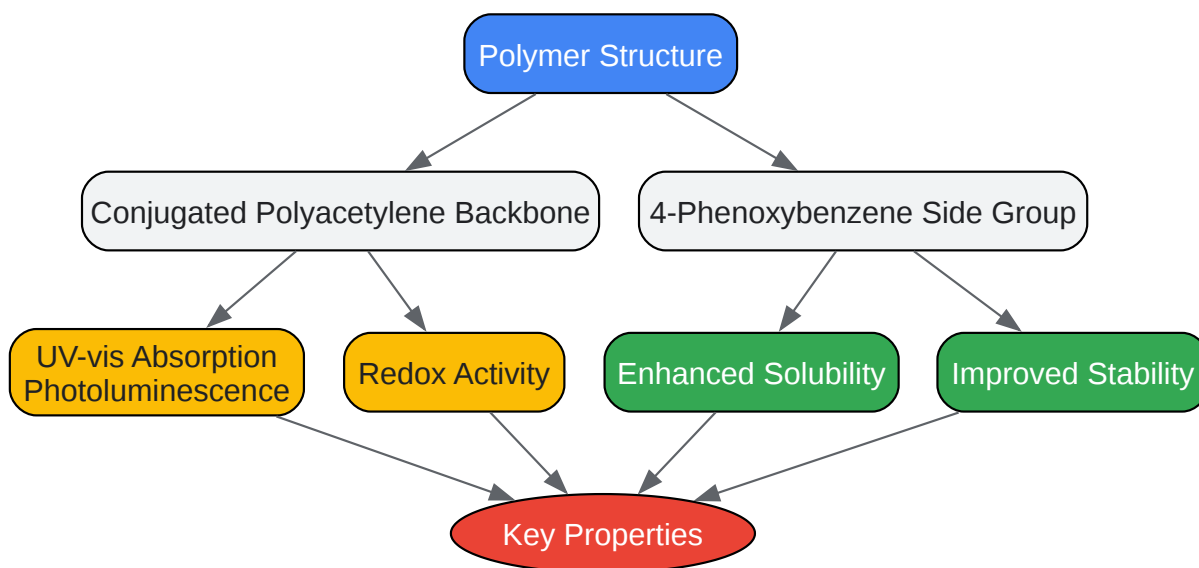 Polymer Structure
Conjugated Polyacetylene Backbone
4-Phenoxybenzene Side Group
UV-vis Absorption
Photoluminescence
Redox Activity
Enhanced Solubility
Improved Stability
Key Properties